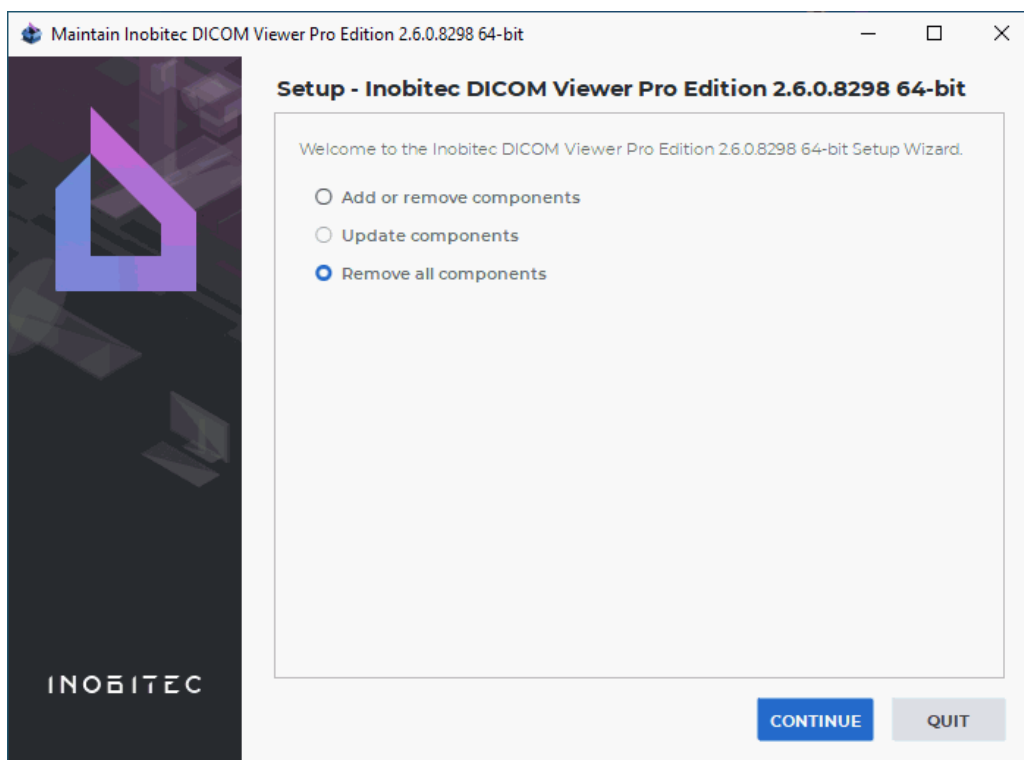 Maintain Inobitec DICOM Viewer Pro Edition 2.6.0.8298 64-bit
Setup - Inobitec DICOM Viewer Pro Edition 2.6.0.8298 64-bit
Welcome to the Inobitec DICOM Viewer Pro Edition 2.6.0.8298 64-bit Setup Wizard.
Add or remove components
Update components
Remove all components
INOBITEC
CONTINUE
QUIT